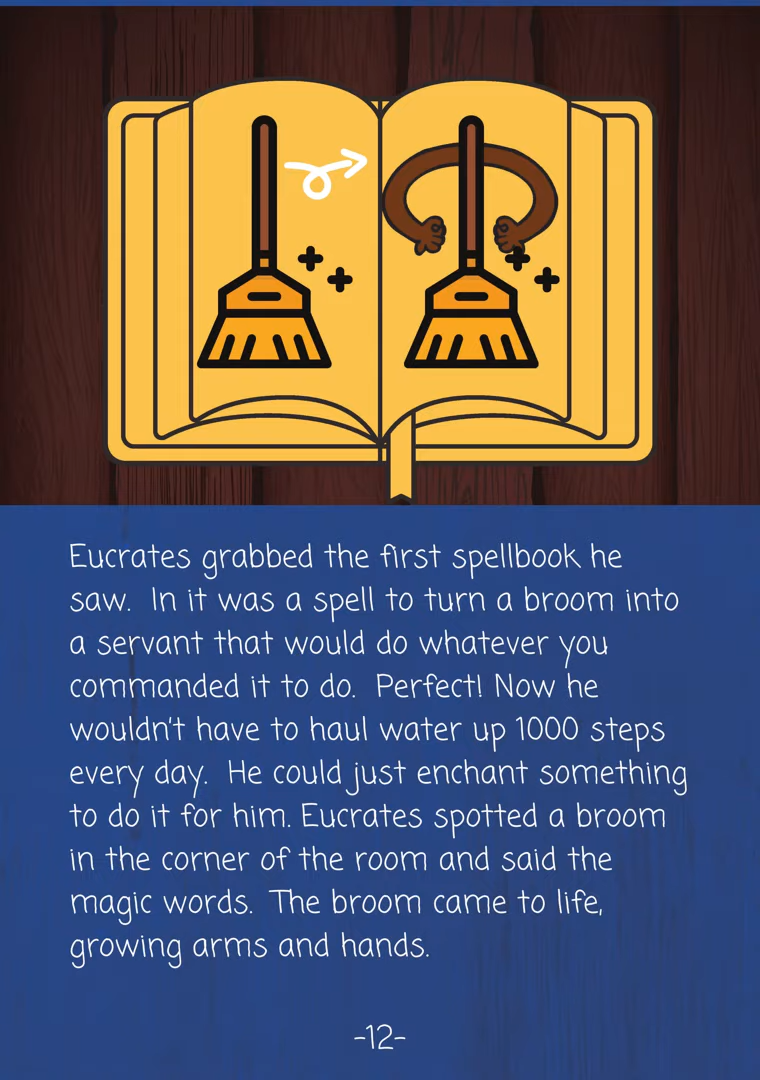 Eucrates grabbed the first spellbook he
saw.  In it was a spell to turn a broom into
a servant that would do whatever you
commanded it to do.  Perfect! Now he
wouldn't have to haul water up 1000 steps
every day.  He could just enchant something
to do it for him. Eucrates spotted a broom
in the corner of the room and said the
magic words.  The broom came to life,
growing arms and hands.
-12-